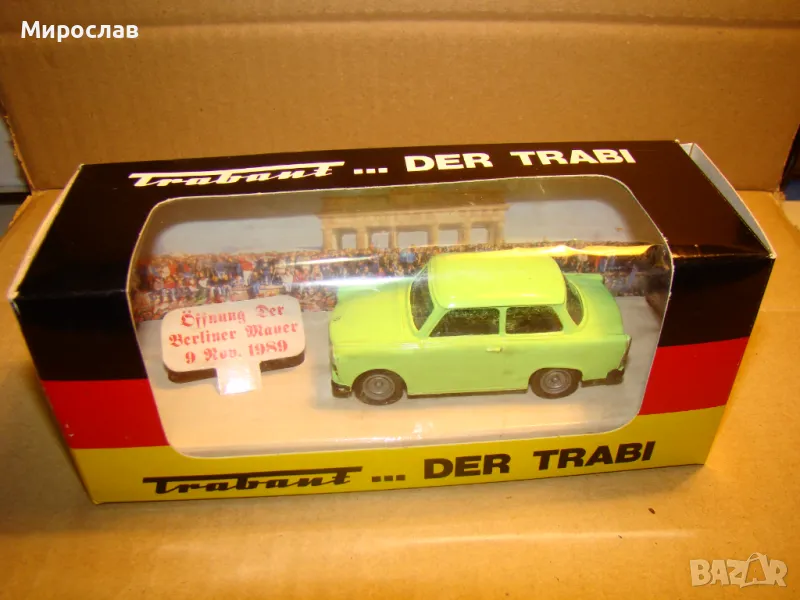 Мирослав
Trabant ... DER TRABI
Öffnung Der
Berliner Mauer
9 Nov. 1989
Trabant ... DER TRABI
BAZAR